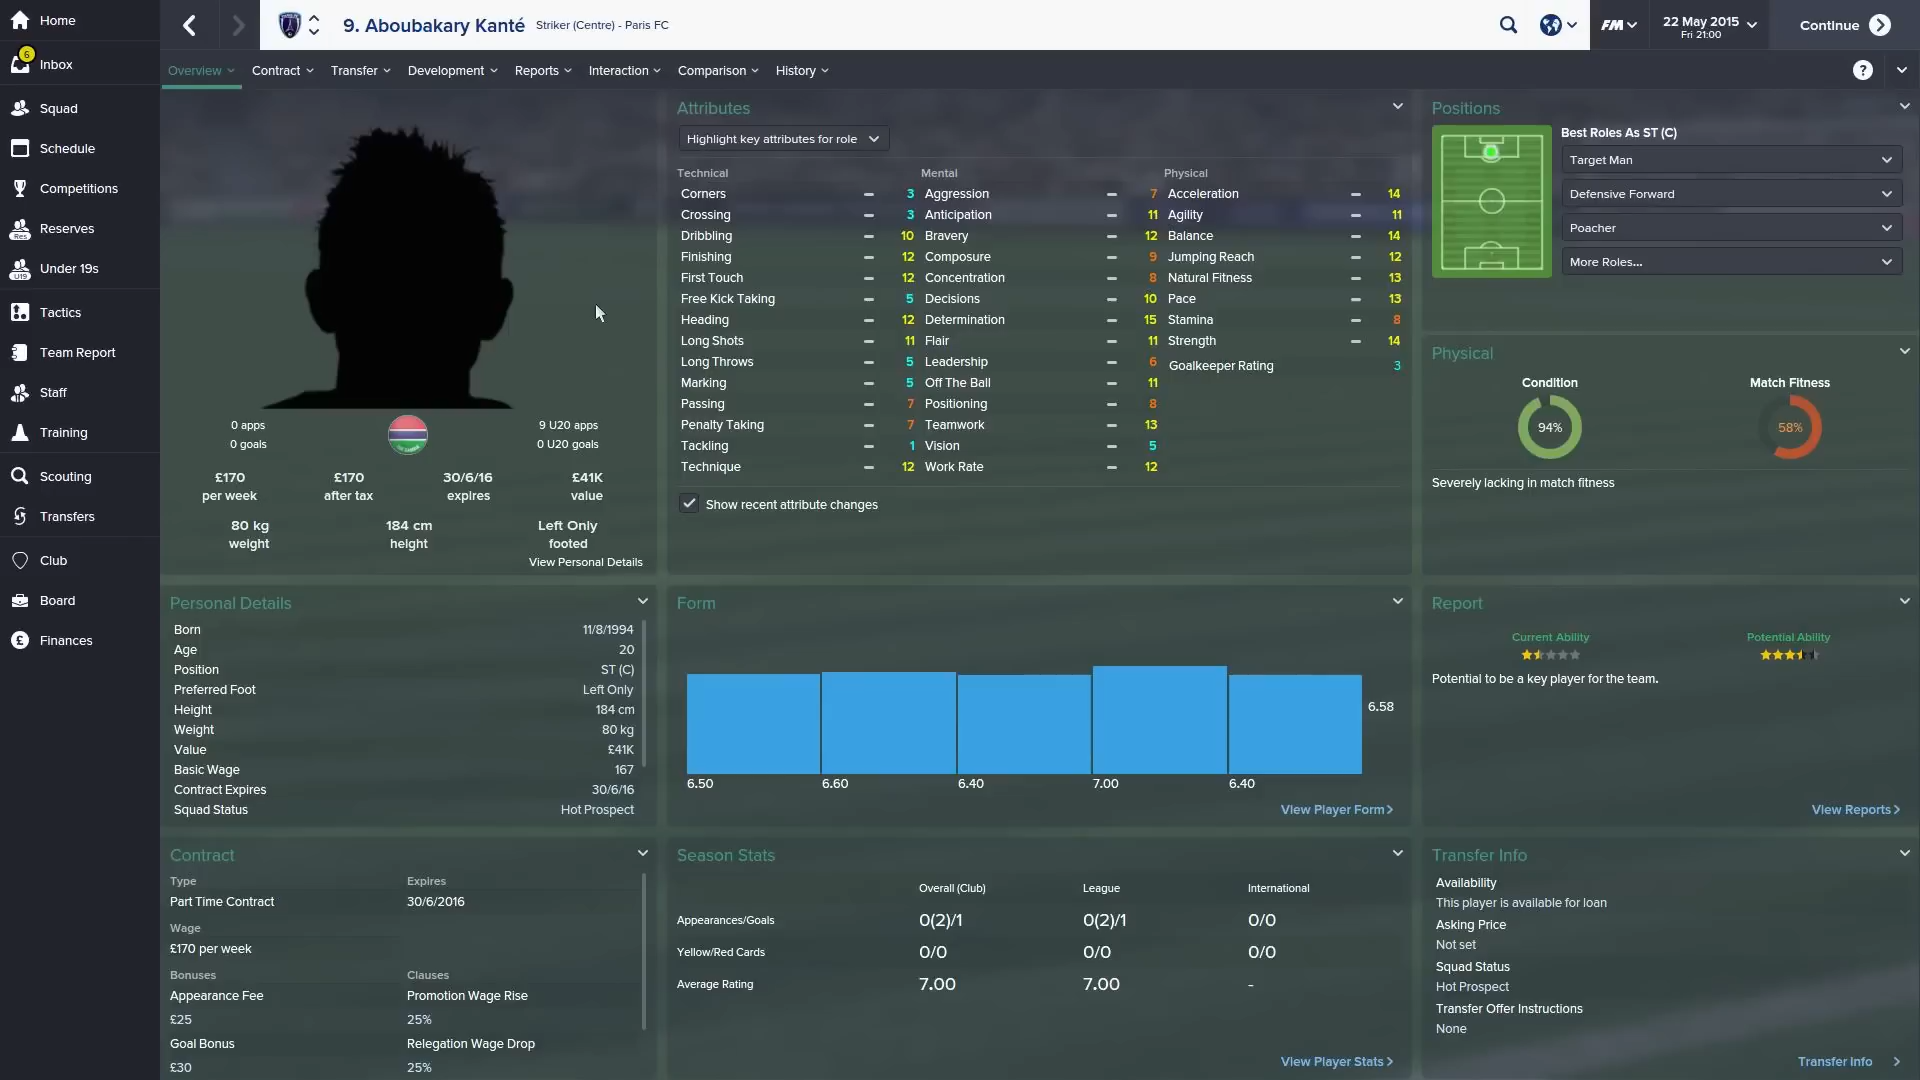 Home
6
Inbox
Squad
Schedule
Competitions
Res
Reserves
U19
Under 19s
Tactics
Team Report
Staff
Training
Scouting
Transfers
Club
Board
Finances
9. Aboubakary Kanté Striker (Centre) - Paris FC
FM
22 May 2015
Fri 21:00
Continue
Overview Contract Transfer Development Reports Interaction Comparison History
?
0 apps
0 goals
9 U20 apps
0 U20 goals
£170 per week
£170 after tax
30/6/16 expires
£41K value
80 kg weight
184 cm height
Left Only footed
View Personal Details
Attributes
Highlight key attributes for role
Technical Mental Physical
Corners - 3 Aggression - 7 Acceleration - 14
Crossing - 3 Anticipation - 11 Agility - 11
Dribbling - 10 Bravery - 12 Balance - 14
Finishing - 12 Composure - 9 Jumping Reach - 12
First Touch - 12 Concentration - 8 Natural Fitness - 13
Free Kick Taking - 5 Decisions - 10 Pace - 13
Heading - 12 Determination - 15 Stamina - 8
Long Shots - 11 Flair - 11 Strength - 14
Long Throws - 5 Leadership - 6 Goalkeeper Rating 3
Marking - 5 Off The Ball - 11
Passing - 7 Positioning - 8
Penalty Taking - 7 Teamwork - 13
Tackling - 1 Vision - 5
Technique - 12 Work Rate - 12
Show recent attribute changes
Positions
Best Roles As ST (C)
Target Man
Defensive Forward
Poacher
More Roles...
Physical
Condition Match Fitness
94% 58%
Severely lacking in match fitness
Personal Details
Born 11/8/1994
Age 20
Position ST (C)
Preferred Foot Left Only
Height 184 cm
Weight 80 kg
Value £41K
Basic Wage 167
Contract Expires 30/6/16
Squad Status Hot Prospect
Form
6.58
6.50 6.60 6.40 7.00 6.40
View Player Form
Report
Current Ability Potential Ability
Potential to be a key player for the team.
View Reports
Contract
Type Expires
Part Time Contract 30/6/2016
Wage
£170 per week
Bonuses Clauses
Appearance Fee Promotion Wage Rise
£25 25%
Goal Bonus Relegation Wage Drop
£30 25%
Season Stats
Overall (Club) League International
Appearances/Goals 0(2)/1 0(2)/1 0/0
Yellow/Red Cards 0/0 0/0 0/0
Average Rating 7.00 7.00 -
View Player Stats
Transfer Info
Availability
This player is available for loan
Asking Price
Not set
Squad Status
Hot Prospect
Transfer Offer Instructions
None
Transfer Info